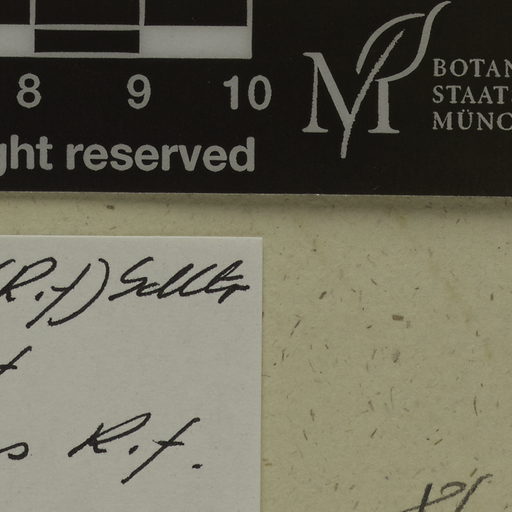 8 9 10
ght reserved
BOTAN
STAAT
MÜNC
(R.f) Schltr
s R.f.